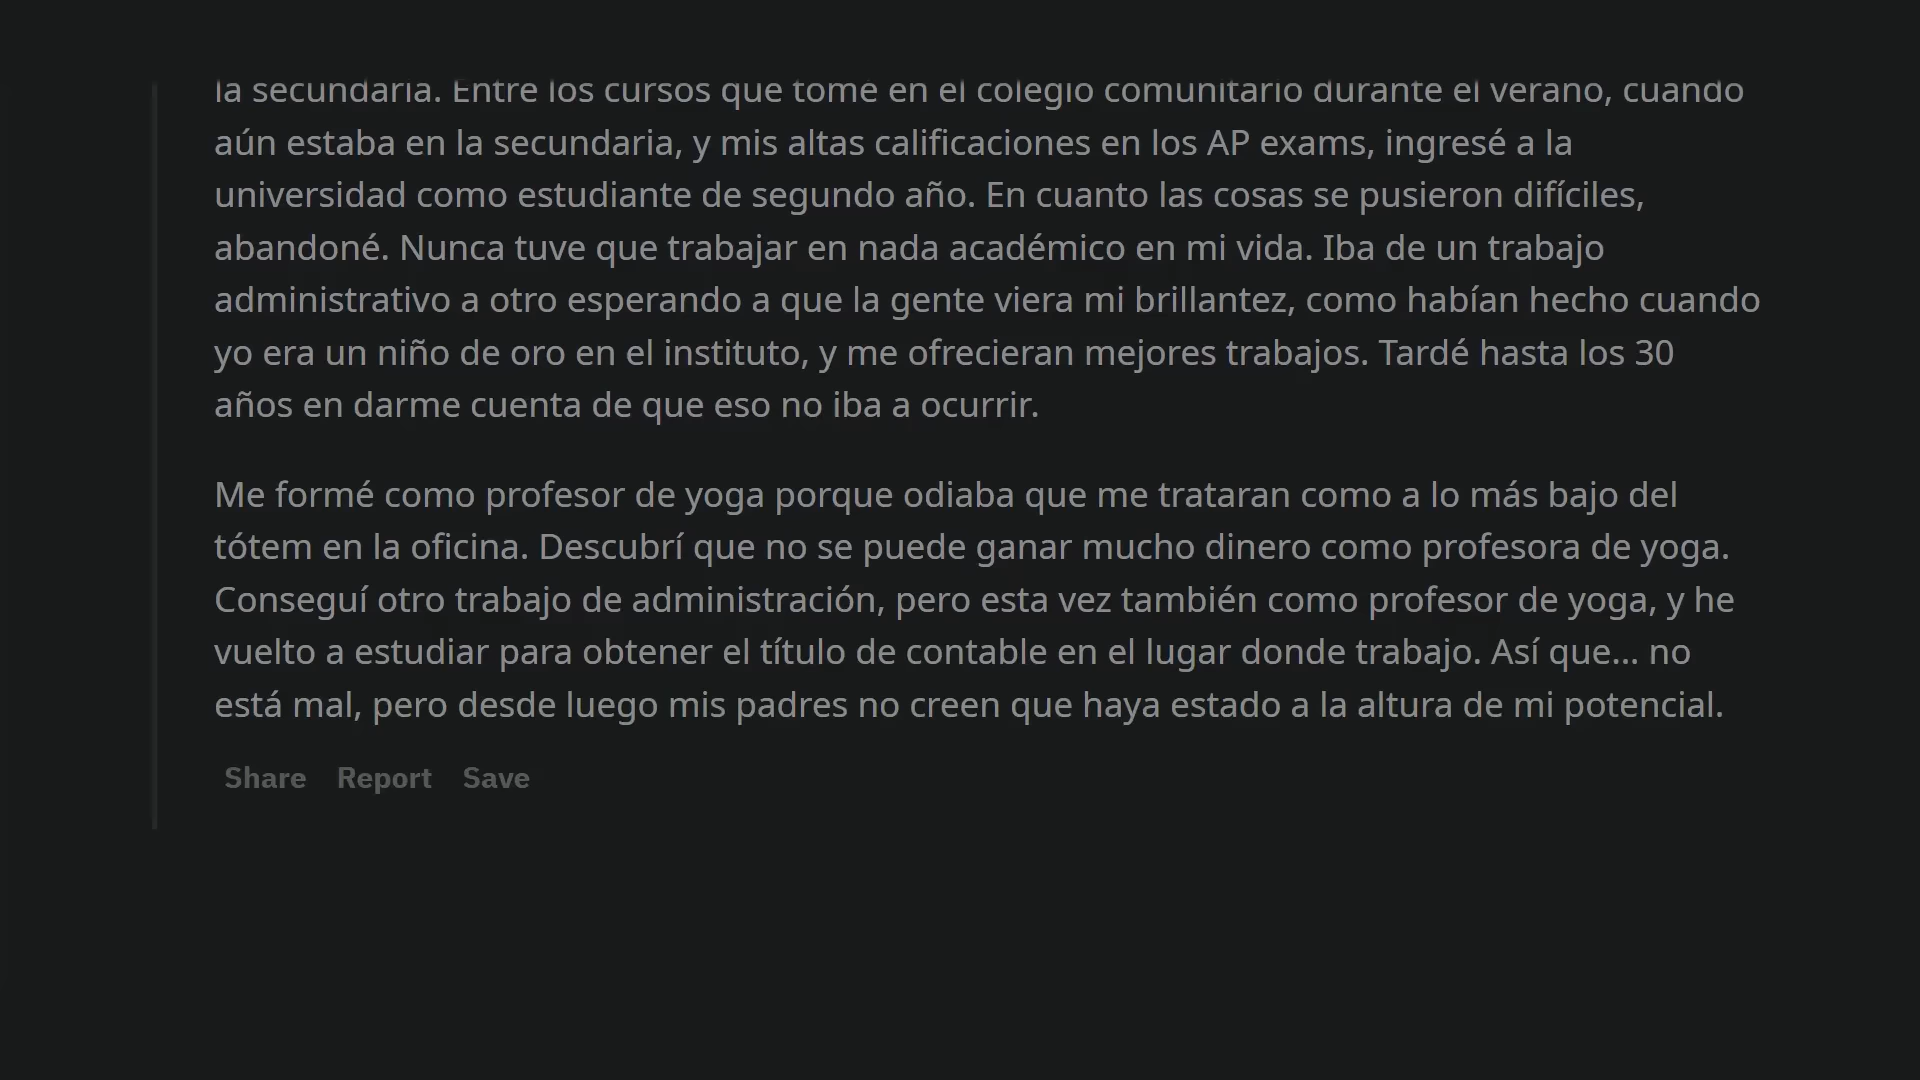 la secundaria. Entre los cursos que tomé en el colegio comunitario durante el verano, cuando
aún estaba en la secundaria, y mis altas calificaciones en los AP exams, ingresé a la
universidad como estudiante de segundo año. En cuanto las cosas se pusieron difíciles,
abandoné. Nunca tuve que trabajar en nada académico en mi vida. Iba de un trabajo
administrativo a otro esperando a que la gente viera mi brillantez, como habían hecho cuando
yo era un niño de oro en el instituto, y me ofrecieran mejores trabajos. Tardé hasta los 30
años en darme cuenta de que eso no iba a ocurrir.
Me formé como profesor de yoga porque odiaba que me trataran como a lo más bajo del
tótem en la oficina. Descubrí que no se puede ganar mucho dinero como profesora de yoga.
Conseguí otro trabajo de administración, pero esta vez también como profesor de yoga, y he
vuelto a estudiar para obtener el título de contable en el lugar donde trabajo. Así que... no
está mal, pero desde luego mis padres no creen que haya estado a la altura de mi potencial.
Share Report Save